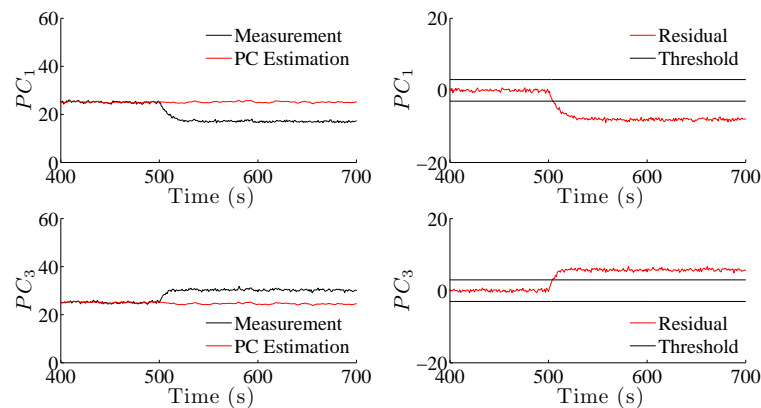 60
40
20
0
PC1
Measurement
PC Estimation
400 500 600 700
Time (s)
20
0
−20
PC1
Residual
Threshold
400 500 600 700
Time (s)
60
40
20
0
PC3
Measurement
PC Estimation
400 500 600 700
Time (s)
20
0
−20
PC3
Residual
Threshold
400 500 600 700
Time (s)